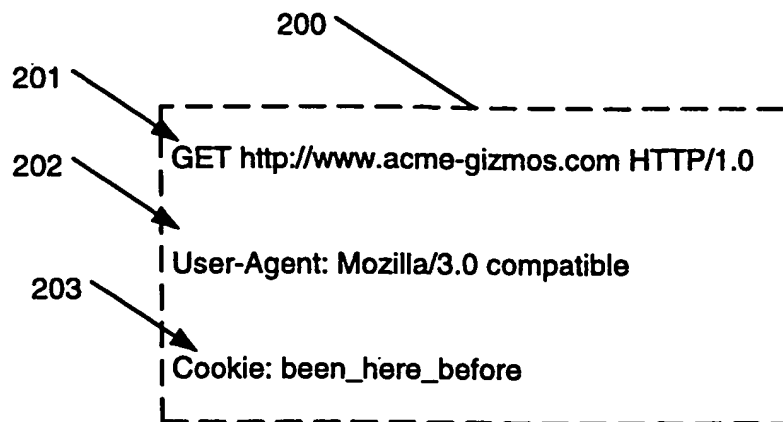 200
201
GET http://www.acme-gizmos.com HTTP/1.0
202
User-Agent: Mozilla/3.0 compatible
203
Cookie: been_here_before